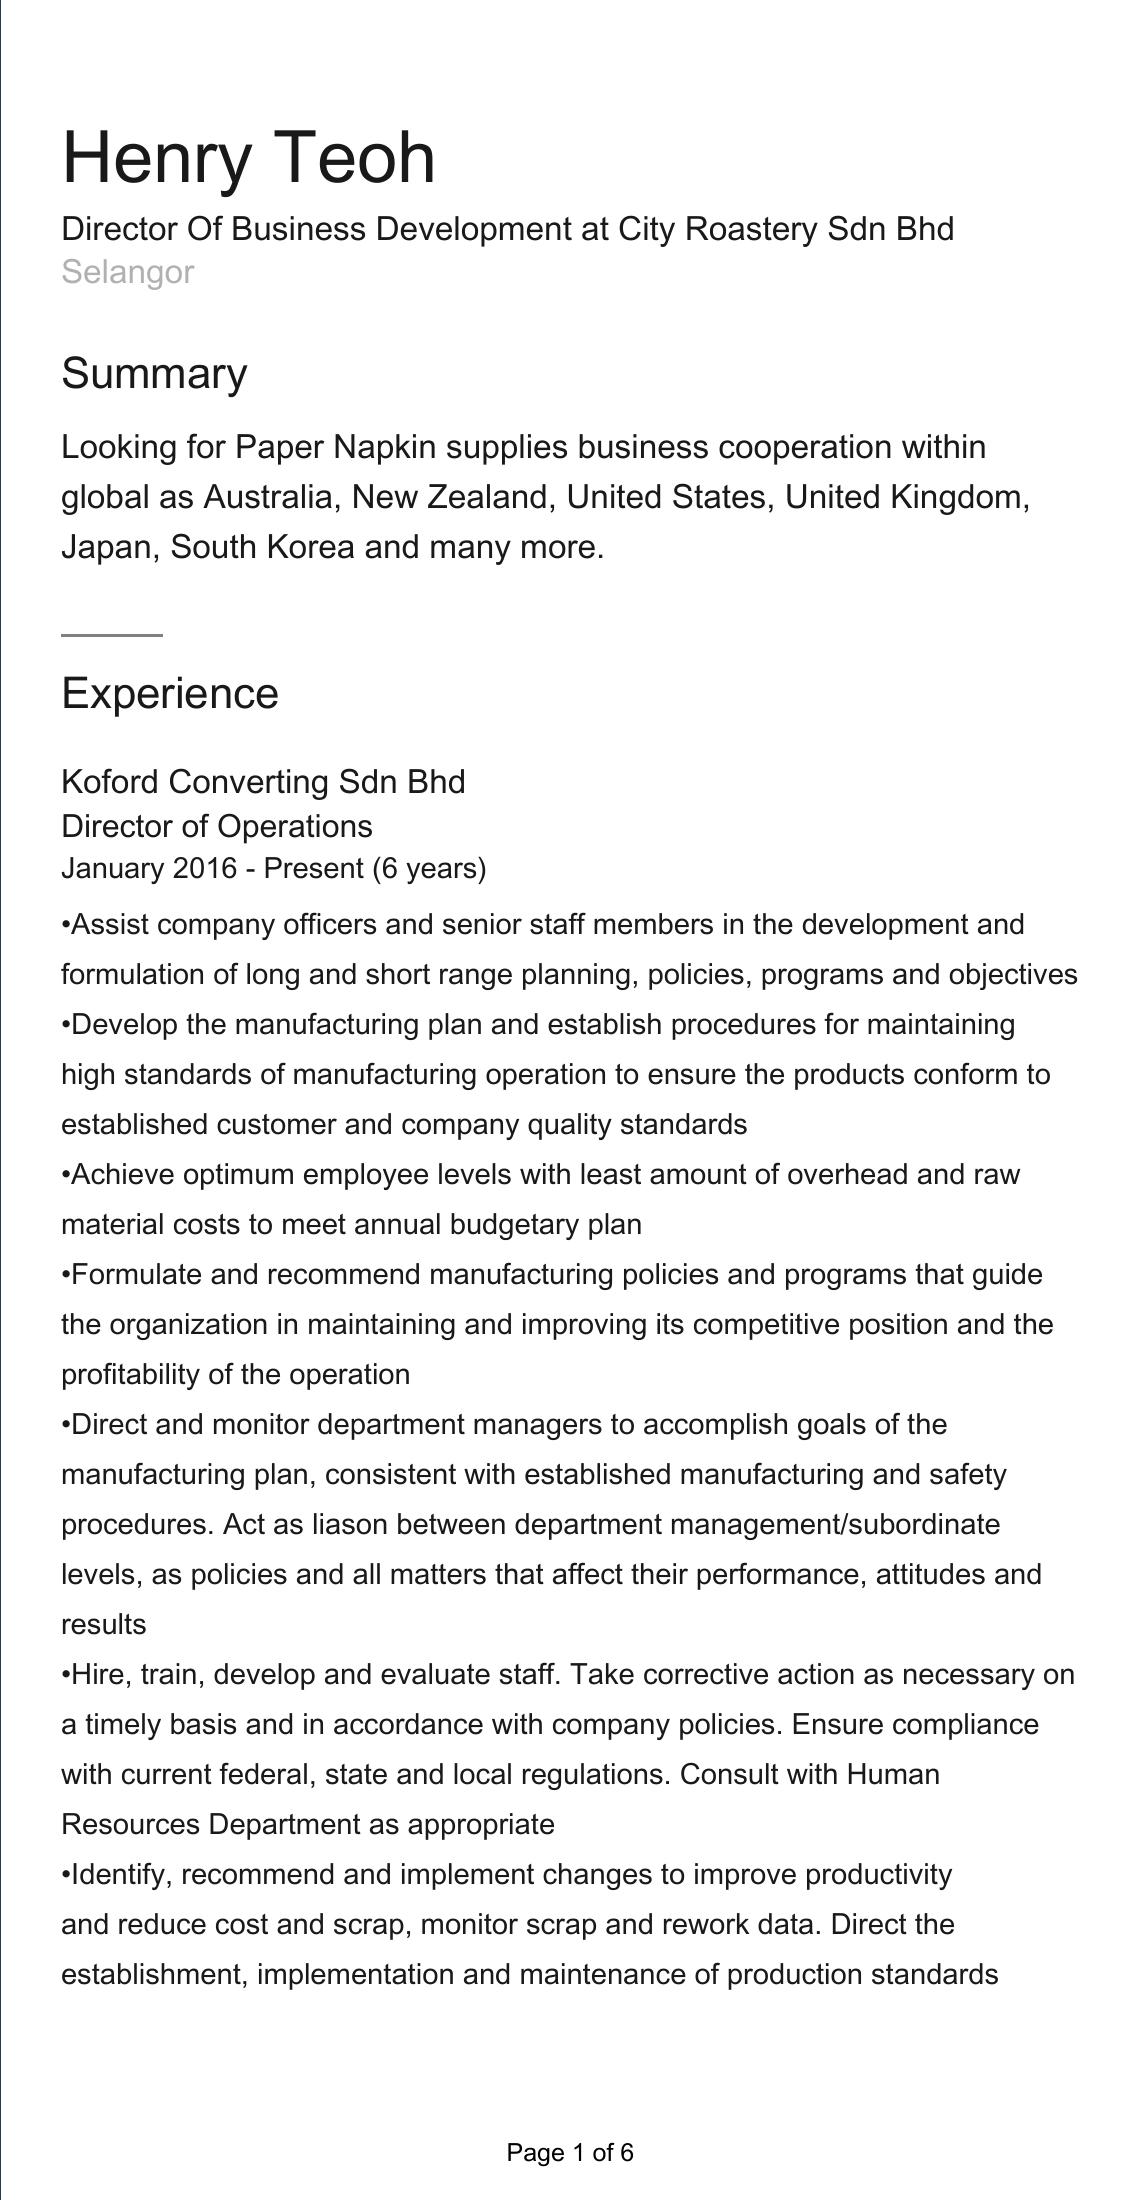 Henry Teoh
Director Of Business Development at City Roastery Sdn Bhd
Selangor
Summary
Looking for Paper Napkin supplies business cooperation within
global as Australia, New Zealand, United States, United Kingdom,
Japan, South Korea and many more.
Experience
Koford Converting Sdn Bhd
Director of Operations
January 2016 - Present (6 years)
•Assist company officers and senior staff members in the development and
formulation of long and short range planning, policies, programs and objectives
•Develop the manufacturing plan and establish procedures for maintaining
high standards of manufacturing operation to ensure the products conform to
established customer and company quality standards
•Achieve optimum employee levels with least amount of overhead and raw
material costs to meet annual budgetary plan
•Formulate and recommend manufacturing policies and programs that guide
the organization in maintaining and improving its competitive position and the
profitability of the operation
•Direct and monitor department managers to accomplish goals of the
manufacturing plan, consistent with established manufacturing and safety
procedures. Act as liason between department management/subordinate
levels, as policies and all matters that affect their performance, attitudes and
results
•Hire, train, develop and evaluate staff. Take corrective action as necessary on
a timely basis and in accordance with company policies. Ensure compliance
with current federal, state and local regulations. Consult with Human
Resources Department as appropriate
•Identify, recommend and implement changes to improve productivity
and reduce cost and scrap, monitor scrap and rework data. Direct the
establishment, implementation and maintenance of production standards
Page 1 of 6